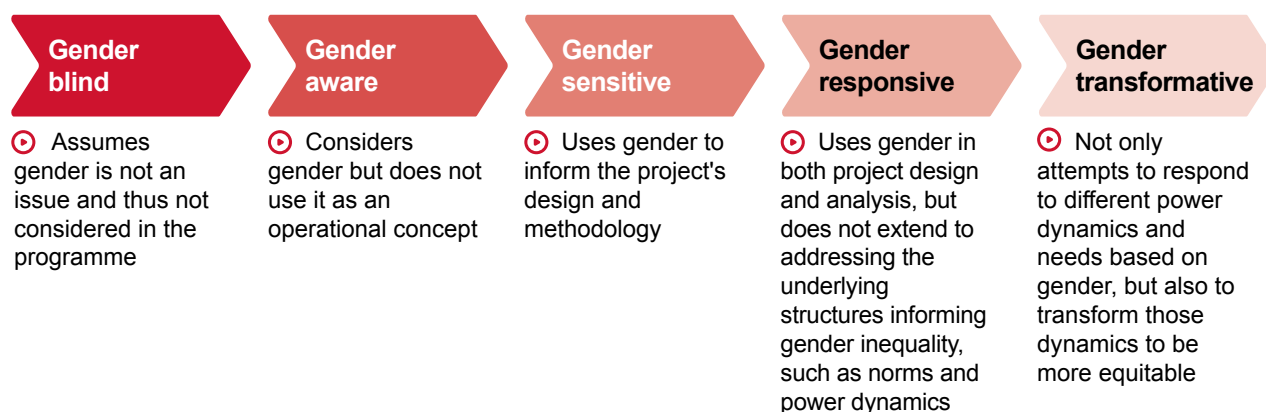 Gender
blind
Assumes
gender is not an
issue and thus not
considered in the
programme
Gender
aware
Considers
gender but does not
use it as an
operational concept
Gender
sensitive
Uses gender to
inform the project's
design and
methodology
Gender
responsive
Uses gender in
both project design
and analysis, but
does not extend to
addressing the
underlying
structures informing
gender inequality,
such as norms and
power dynamics
Gender
transformative
Not only
attempts to respond
to different power
dynamics and
needs based on
gender, but also to
transform those
dynamics to be
more equitable